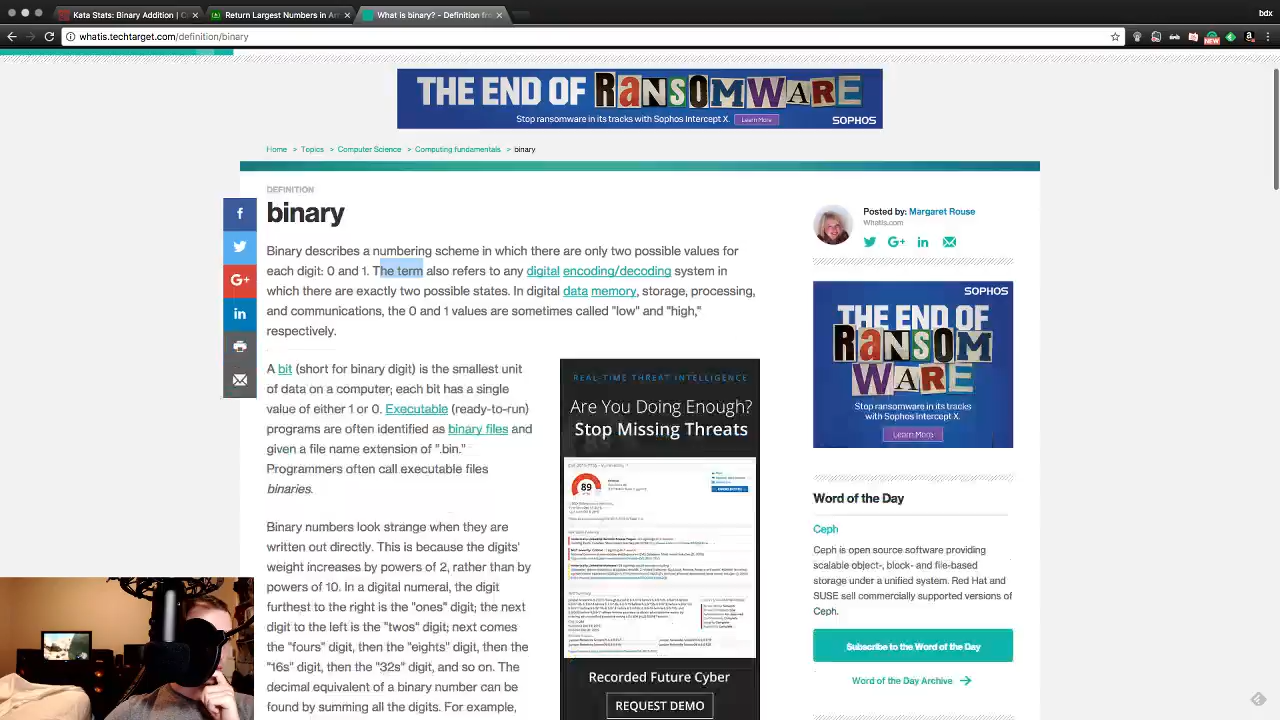 Kata Stats: Binary Addition
Return Largest Numbers in A
What is binary? - Definition fro
bdx
whatis.techtarget.com/definition/binary
NEW
THE END OF RANSOMWARE
Stop ransomware in its tracks with Sophos Intercept X. Learn More SOPHOS
Home > Topics > Computer Science > Computing fundamentals > binary
DEFINITION
binary
Binary describes a numbering scheme in which there are only two possible values for
each digit: 0 and 1. The term also refers to any digital encoding/decoding system in
which there are exactly two possible states. In digital data memory, storage, processing,
and communications, the 0 and 1 values are sometimes called "low" and "high,"
respectively.
A bit (short for binary digit) is the smallest unit
of data on a computer; each bit has a single
value of either 1 or 0. Executable (ready-to-run)
programs are often identified as binary files and
given a file name extension of ".bin."
Programmers often call executable files
binaries.
Binary numbers look strange when they are
written out directly. This is because the digits'
weight increases by powers of 2, rather than by
powers of 10. In a digital numeral, the digit
furthest to the right is the "ones" digit; the next
digit to the left is the "twos" digit; next comes
the "fours" digit, then the "eights" digit, then the
"16s" digit, then the "32s" digit, and so on. The
decimal equivalent of a binary number can be
found by summing all the digits. For example,
REAL-TIME THREAT INTELLIGENCE
Are You Doing Enough?
Stop Missing Threats
89
Recorded Future Cyber
REQUEST DEMO
Posted by: Margaret Rouse
WhatIs.com
SOPHOS
THE END OF
RANSOM
WARE
Stop ransomware in its tracks
with Sophos Intercept X.
Learn More
Word of the Day
Ceph
Ceph is open source software providing
scalable object-, block- and file-based
storage under a unified system. Red Hat and
SUSE sell commercially supported versions of
Ceph.
Subscribe to the Word of the Day
Word of the Day Archive